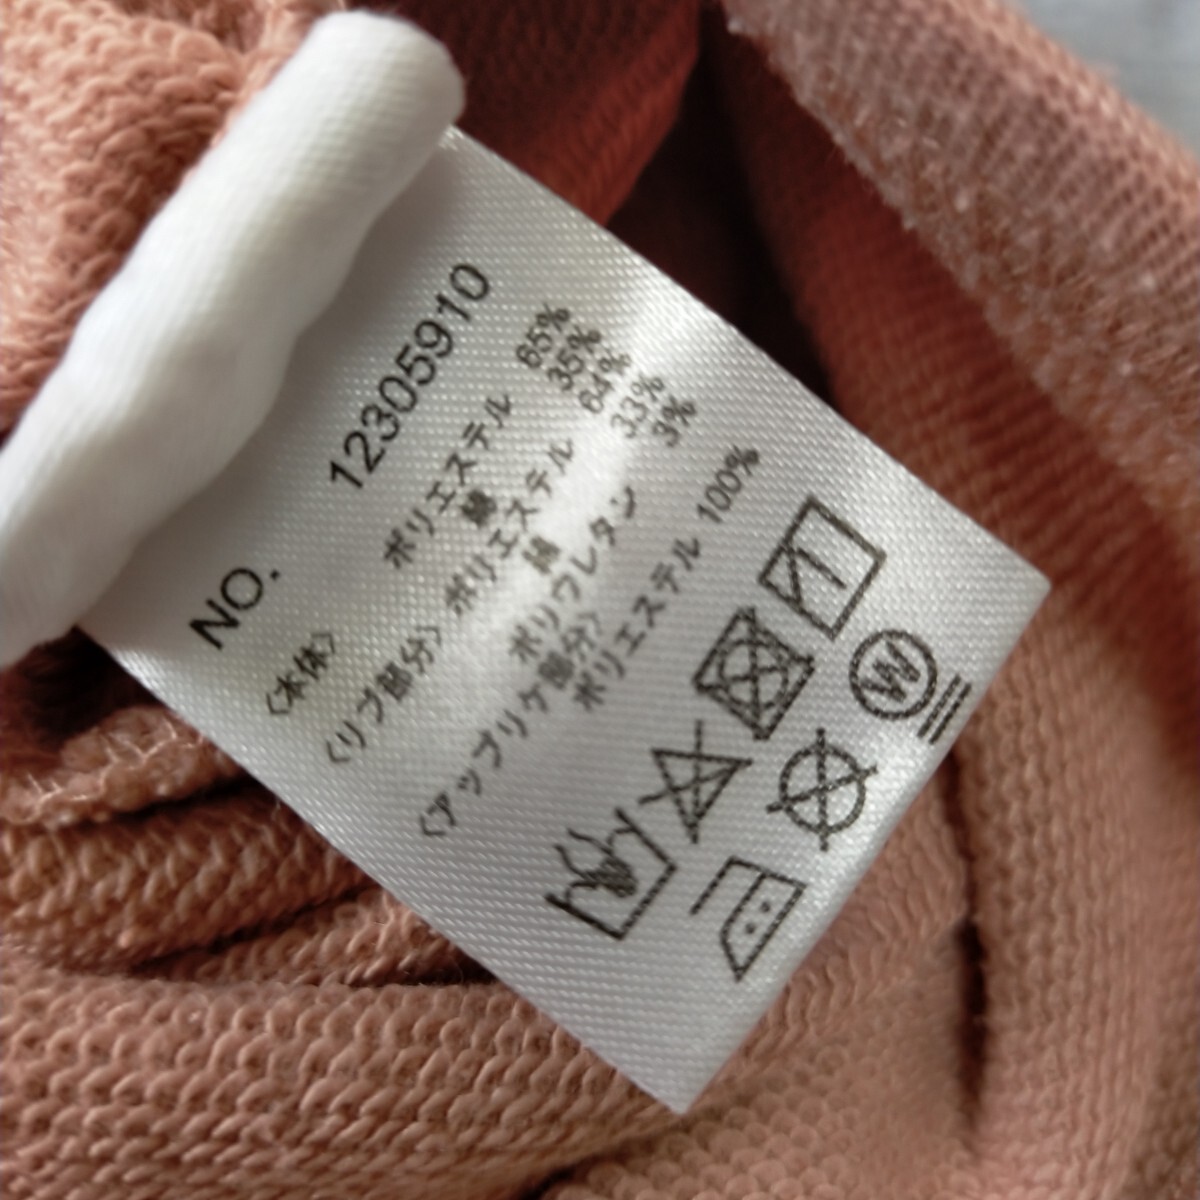 NO. 12305910
〈本体〉 ポリエステル 65%
綿 35%
〈リブ部分〉 ポリエステル 64%
綿 33%
ポリウレタン 3%
〈アップリケ部分〉
ポリエステル 100%
W